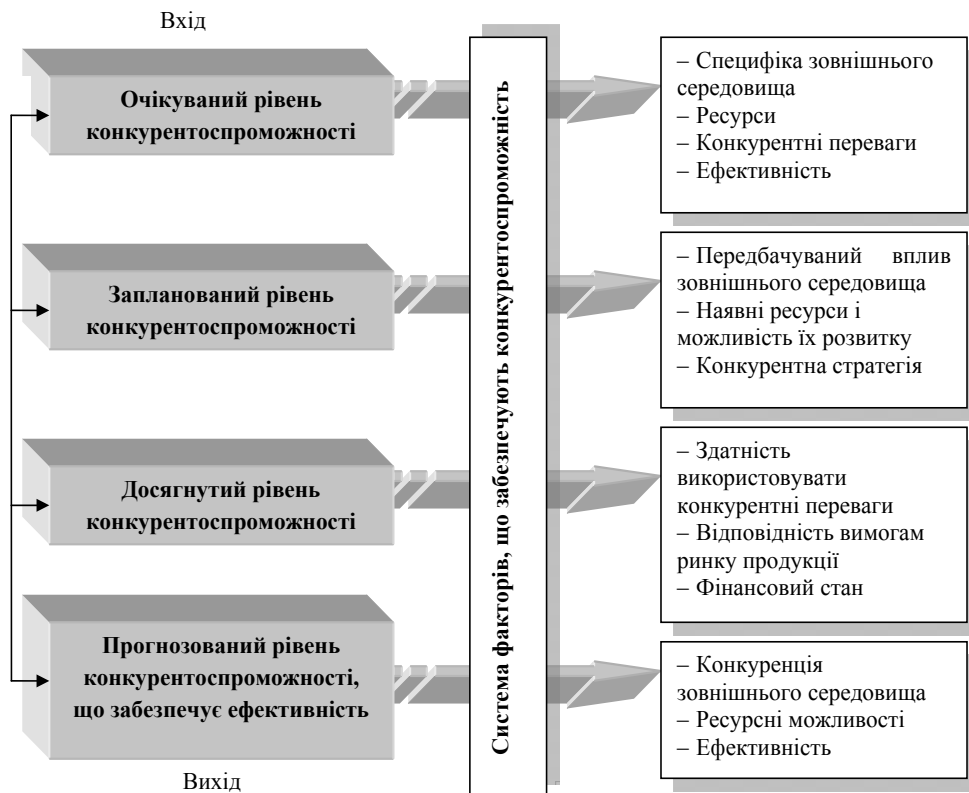 Вхід
Очікуваний рівень
конкурентоспроможності
– Специфіка зовнішнього
середовища
– Ресурси
– Конкурентні переваги
– Ефективність
Система факторів, що забезпечують конкурентоспроможність
Запланований рівень
конкурентоспроможності
– Передбачуваний вплив
зовнішнього середовища
– Наявні ресурси і
можливість їх розвитку
– Конкурентна стратегія
Досягнутий рівень
конкурентоспроможності
– Здатність
використовувати
конкурентні переваги
– Відповідність вимогам
ринку продукції
– Фінансовий стан
Прогнозований рівень
конкурентоспроможності,
що забезпечує ефективність
– Конкуренція
зовнішнього середовища
– Ресурсні можливості
– Ефективність
Вихід